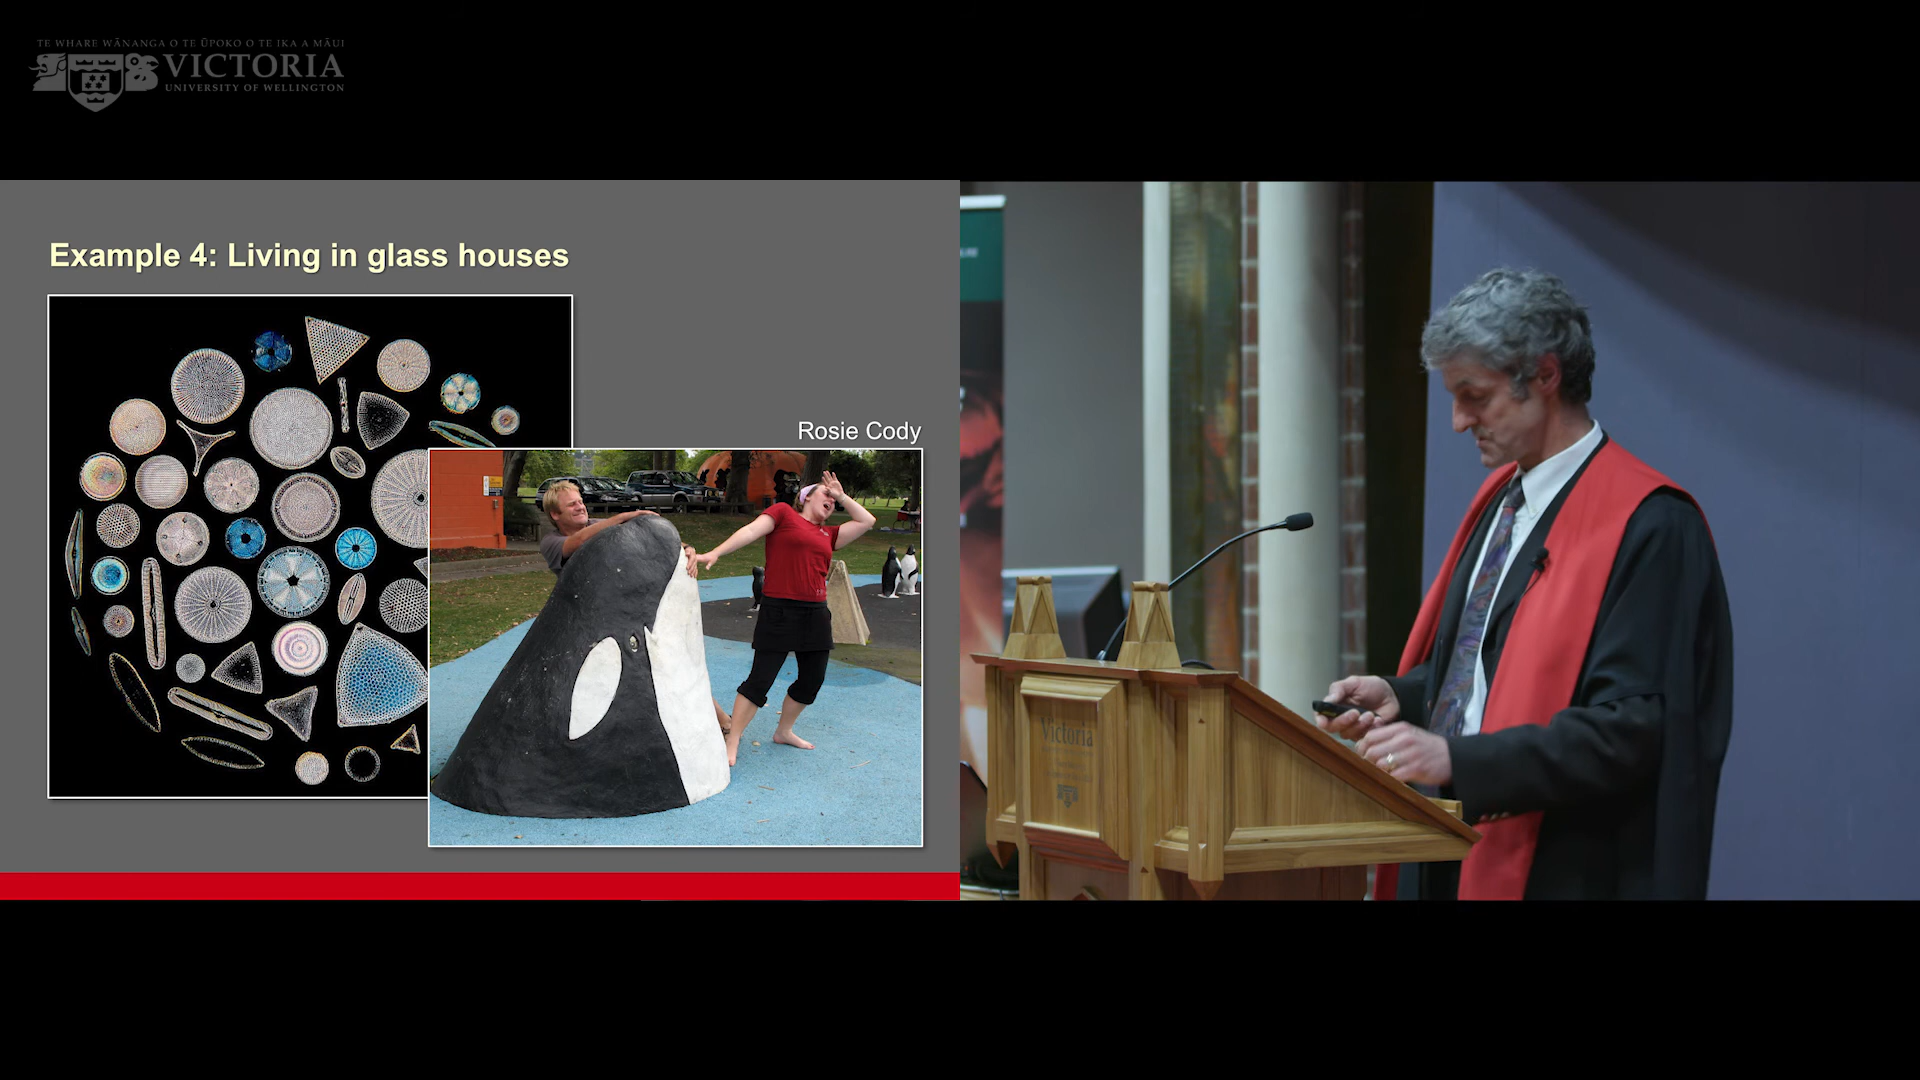 TE WHARE WĀNANGA O TE ŪPOKO O TE IKA A MĀUI
VICTORIA
UNIVERSITY OF WELLINGTON
Example 4: Living in glass houses
Rosie Cody
Victoria